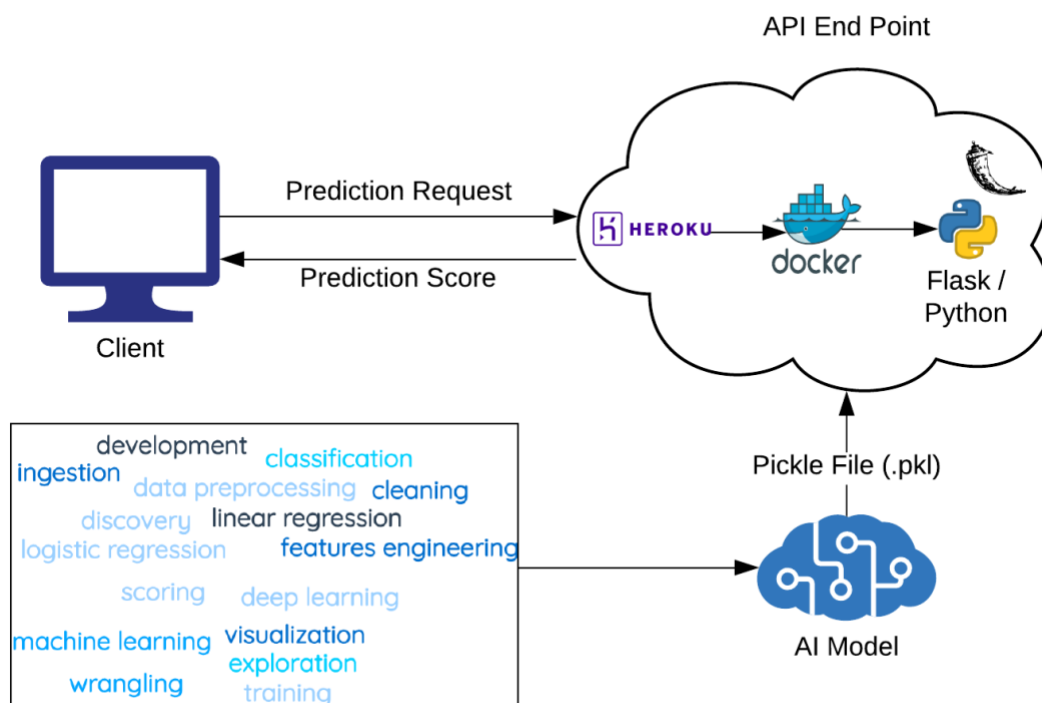 API End Point
Prediction Request
HEROKU
docker
Prediction Score
Flask /
Python
Client
development
classification
ingestion
data preprocessing
cleaning
discovery
linear regression
logistic regression
features engineering
scoring
deep learning
machine learning
visualization
exploration
wrangling
training
Pickle File (.pkl)
AI Model